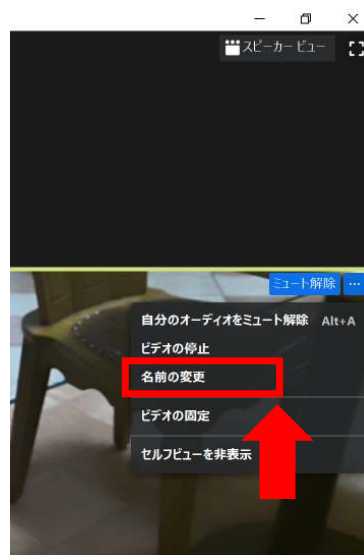 スピーカー ビュー
ミュート解除 ...
自分のオーディオをミュート解除 Alt+A
ビデオの停止
名前の変更
ビデオの固定
セルフビューを非表示